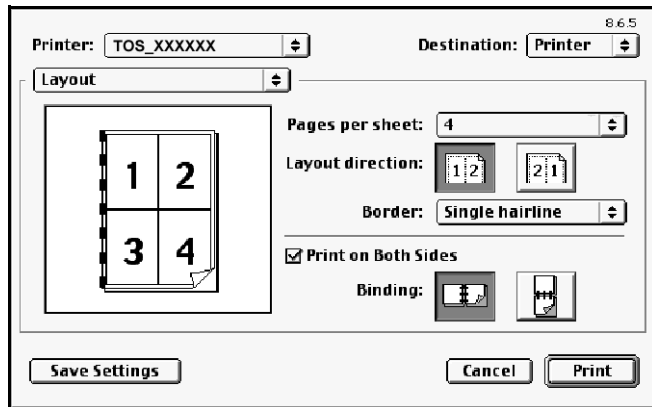 8.6.5
Printer: TOS_XXXXXX Destination: Printer
Layout
Pages per sheet: 4
Layout direction: 1 2 2 1
1 2
Border: Single hairline
3 4
Print on Both Sides
Binding:
Save Settings Cancel Print